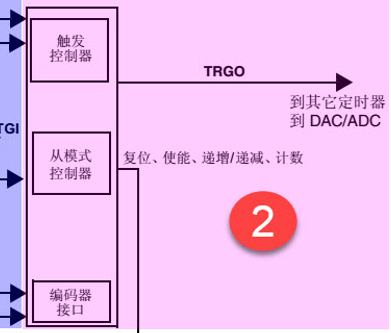 触发
控制器
TRGO
到其它定时器
到 DAC/ADC
TGI
从模式
控制器
复位、使能、递增/递减、计数
2
编码器
接口